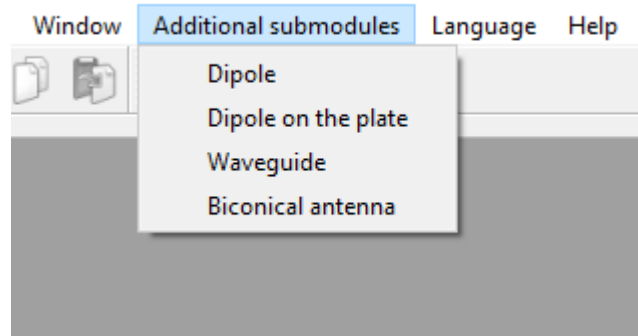 Window Additional submodules Language Help
Dipole
Dipole on the plate
Waveguide
Biconical antenna